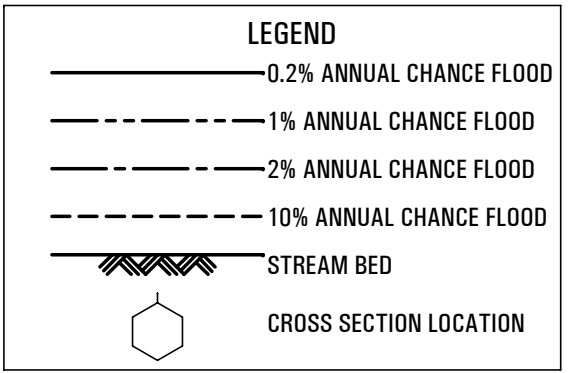 LEGEND
0.2% ANNUAL CHANCE FLOOD
1% ANNUAL CHANCE FLOOD
2% ANNUAL CHANCE FLOOD
10% ANNUAL CHANCE FLOOD
STREAM BED
CROSS SECTION LOCATION